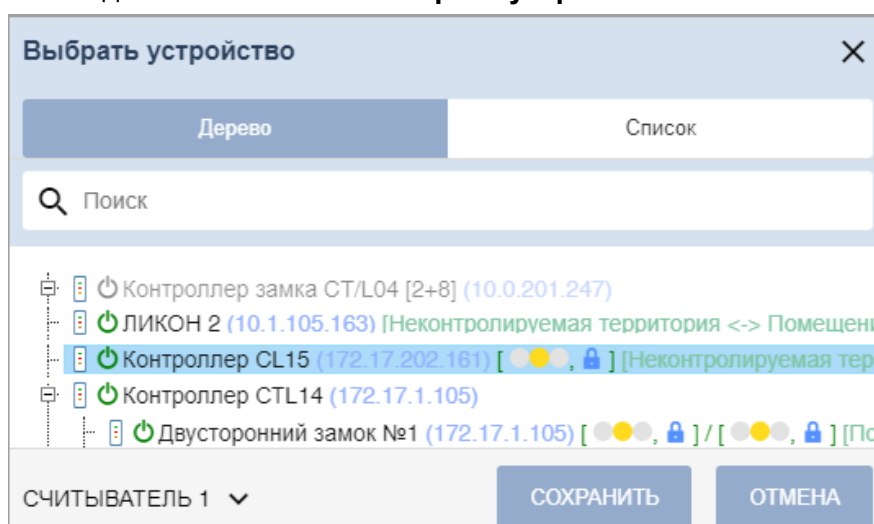 Выбрать устройство
Дерево Список
Поиск
Контроллер замка CT/L04 [2+8] (10.0.201.247)
ЛИКОН 2 (10.1.105.163) [Неконтролируемая территория <-> Помещени
Контроллер CL15 (172.17.202.161) [ , ] [Неконтролируемая тер
Контроллер CTL14 (172.17.1.105)
Двусторонний замок №1 (172.17.1.105) [ , ] / [ , ] [По
СЧИТЫВАТЕЛЬ 1 СОХРАНИТЬ ОТМЕНА